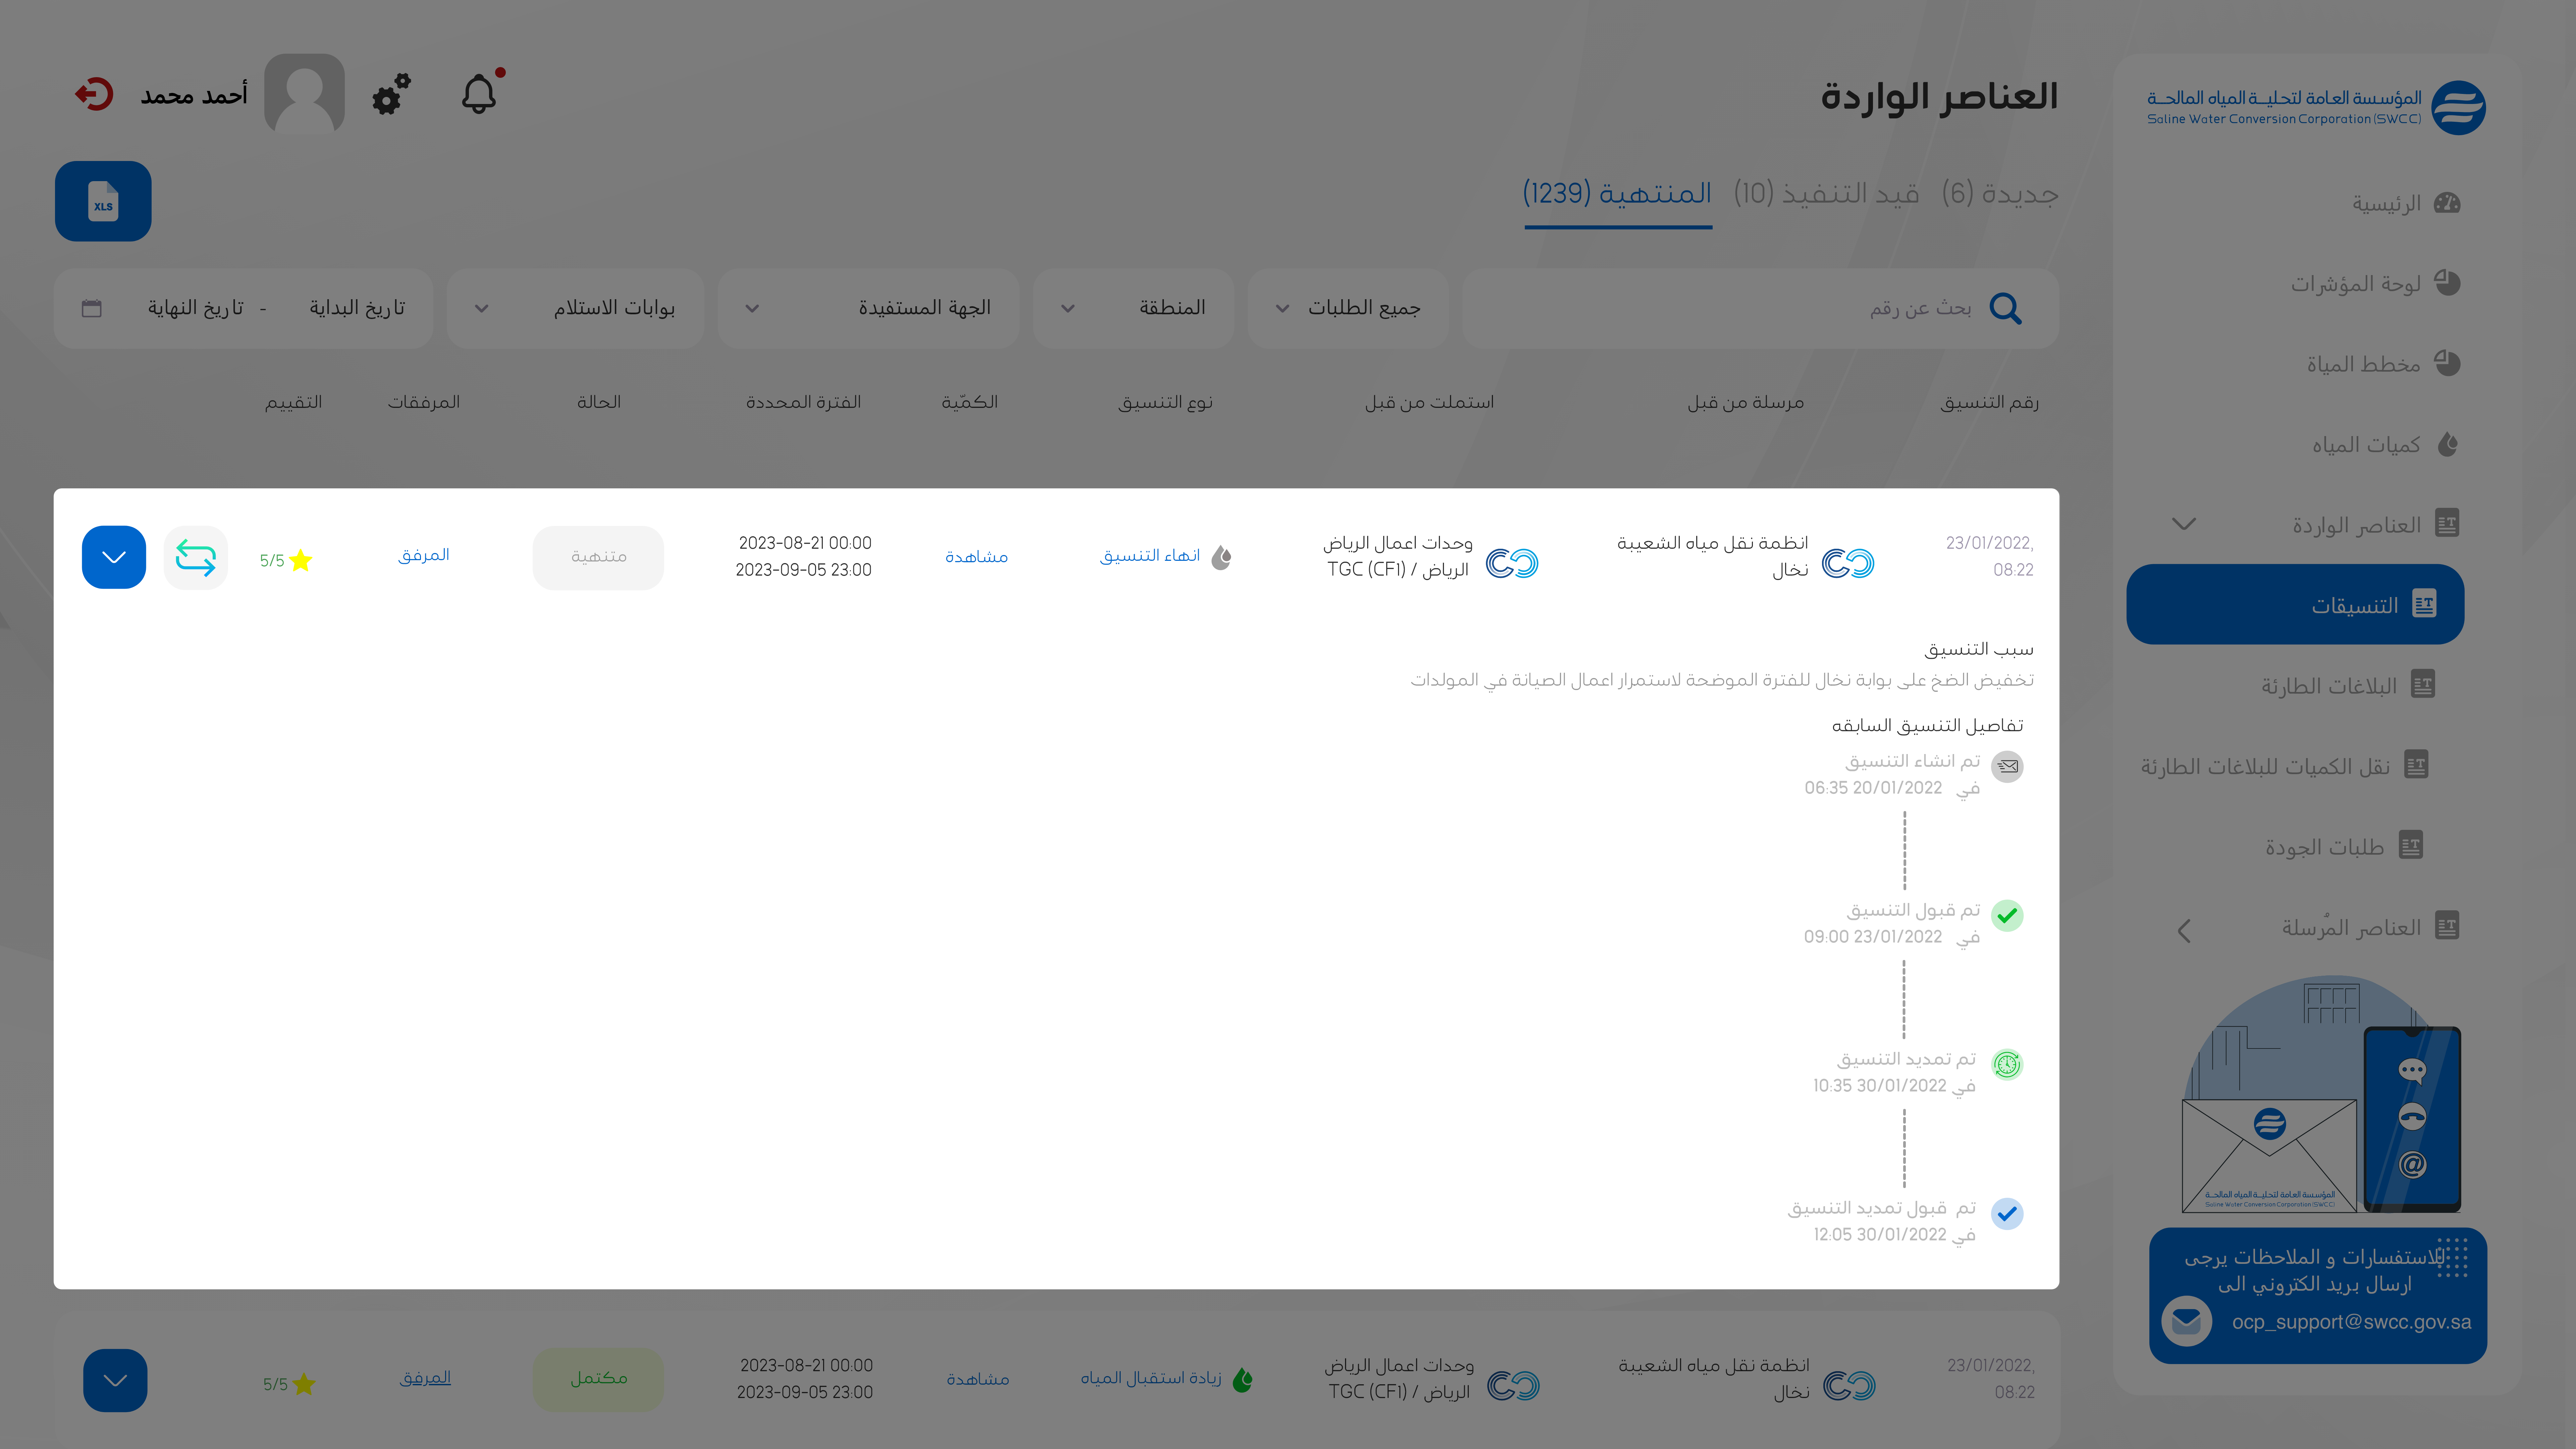 المؤسسة العامة لتحلية المياه المالحة
Saline Water Conversion Corporation (SWCC)
الرئيسية
لوحة المؤشرات
مخطط المياة
كميات المياه
العناصر الواردة
التنسيقات
البلاغات الطارئة
نقل الكميات للبلاغات الطارئة
طلبات الجودة
العناصر المُرسلة
المؤسسة العامة لتحلية المياه المالحة
Saline Water Conversion Corporation (SWCC)
للاستفسارات و الملاحظات يرجى
ارسال بريد الكتروني الى
ocp_support@swcc.gov.sa
العناصر الواردة
أحمد محمد
جديدة (6) قيد التنفيذ (10) المنتهية (1239)
XLS
بحث عن رقم
جميع الطلبات
المنطقة
الجهة المستفيدة
بوابات الاستلام
تاريخ البداية - تاريخ النهاية
رقم التنسيق
مرسلة من قبل
استملت من قبل
نوع التنسيق
الكمّية
الفترة المحددة
الحالة
المرفقات
التقييم
23/01/2022,
08:22
انظمة نقل مياه الشعيبة
نخال
وحدات اعمال الرياض
الرياض / TGC (CF1)
انهاء التنسيق
مشاهدة
2023-08-21 00:00
2023-09-05 23:00
متنهية
المرفق
5/5
سبب التنسيق
تخفيض الضخ على بوابة نخال للفترة الموضحة لاستمرار اعمال الصيانة في المولدات
تفاصيل التنسيق السابقه
تم انشاء التنسيق
في 20/01/2022 06:35
تم قبول التنسيق
في 23/01/2022 09:00
تم تمديد التنسيق
في 30/01/2022 10:35
تم قبول تمديد التنسيق
في 30/01/2022 12:05
23/01/2022,
08:22
انظمة نقل مياه الشعيبة
نخال
وحدات اعمال الرياض
الرياض / TGC (CF1)
زيادة استقبال المياه
مشاهدة
2023-08-21 00:00
2023-09-05 23:00
مكتمل
المرفق
5/5